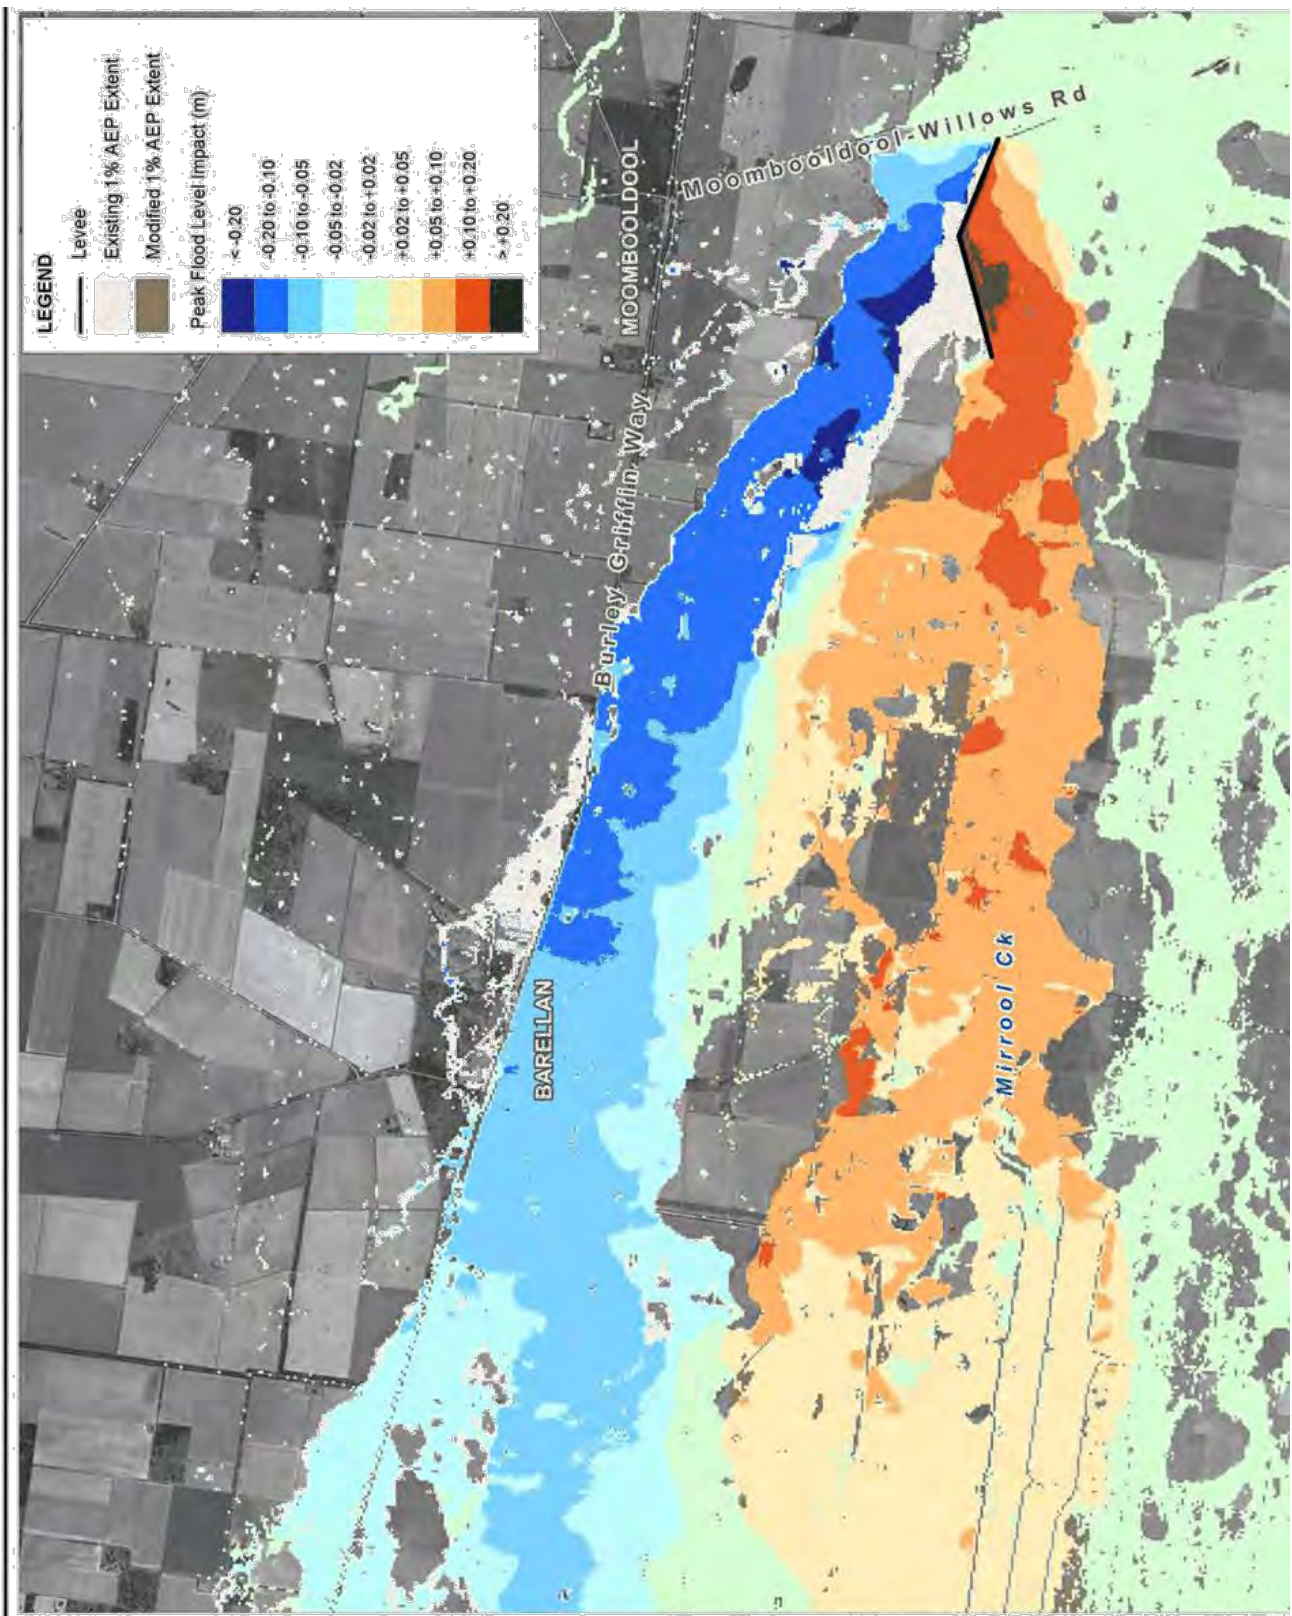 LEGEND
Levee
Existing 1% AEP Extent
Modified 1% AEP Extent
Peak Flood Level Impact (m)
< -0.20
-0.20 to -0.10
-0.10 to -0.05
-0.05 to -0.02
-0.02 to +0.02
+0.02 to +0.05
+0.05 to +0.10
+0.10 to +0.20
> +0.20
MOOMBOOLDOOL
Moombooldool-Willows Rd
Burley Griffin Way
BARELLAN
Mirrool Ck